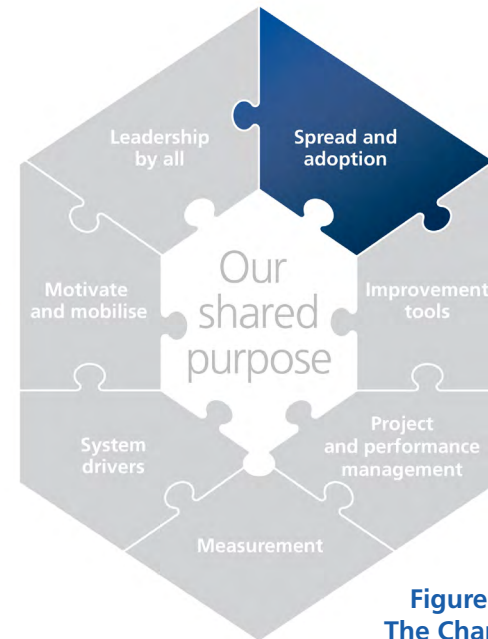 Leadership
by all
Spread and
adoption
Our
shared
purpose
Motivate
and mobilise
Improvement
tools
System
drivers
Project
and performance
management
Measurement
Figure
The Chan